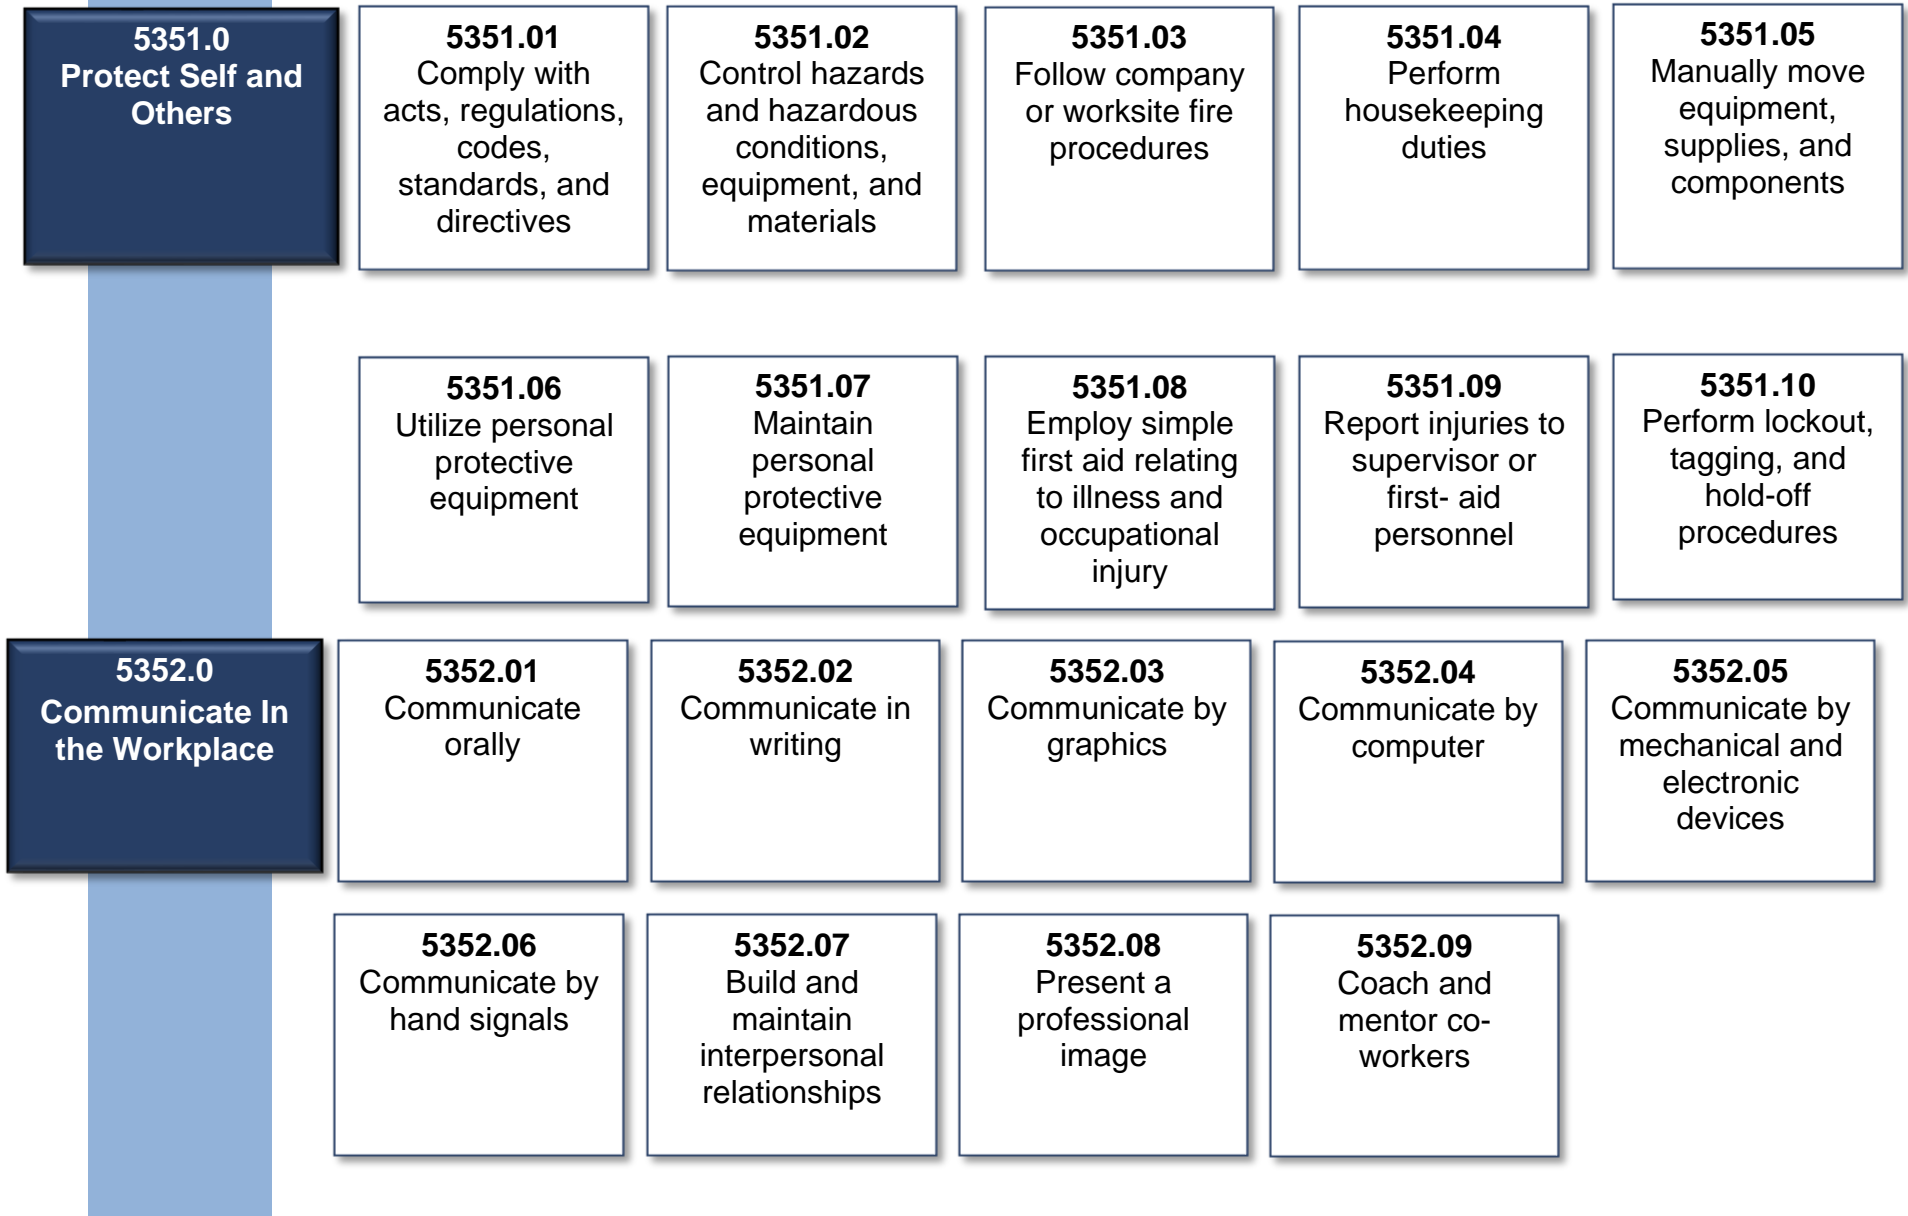 5351.0
Protect Self and
Others
5351.01
Comply with
acts, regulations,
codes,
standards, and
directives
5351.02
Control hazards
and hazardous
conditions,
equipment, and
materials
5351.03
Follow company
or worksite fire
procedures
5351.04
Perform
housekeeping
duties
5351.05
Manually move
equipment,
supplies, and
components
5351.06
Utilize personal
protective
equipment
5351.07
Maintain
personal
protective
equipment
5351.08
Employ simple
first aid relating
to illness and
occupational
injury
5351.09
Report injuries to
supervisor or
first- aid
personnel
5351.10
Perform lockout,
tagging, and
hold-off
procedures
5352.0
Communicate In
the Workplace
5352.01
Communicate
orally
5352.02
Communicate in
writing
5352.03
Communicate by
graphics
5352.04
Communicate by
computer
5352.05
Communicate by
mechanical and
electronic
devices
5352.06
Communicate by
hand signals
5352.07
Build and
maintain
interpersonal
relationships
5352.08
Present a
professional
image
5352.09
Coach and
mentor co-
workers